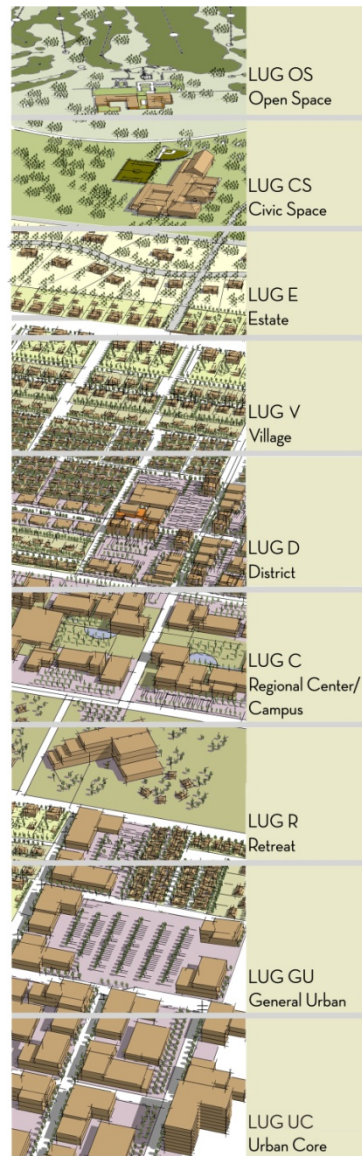 LUG OS
Open Space
LUG CS
Civic Space
LUG E
Estate
LUG V
Village
LUG D
District
LUG C
Regional Center/
Campus
LUG R
Retreat
LUG GU
General Urban
LUG UC
Urban Core